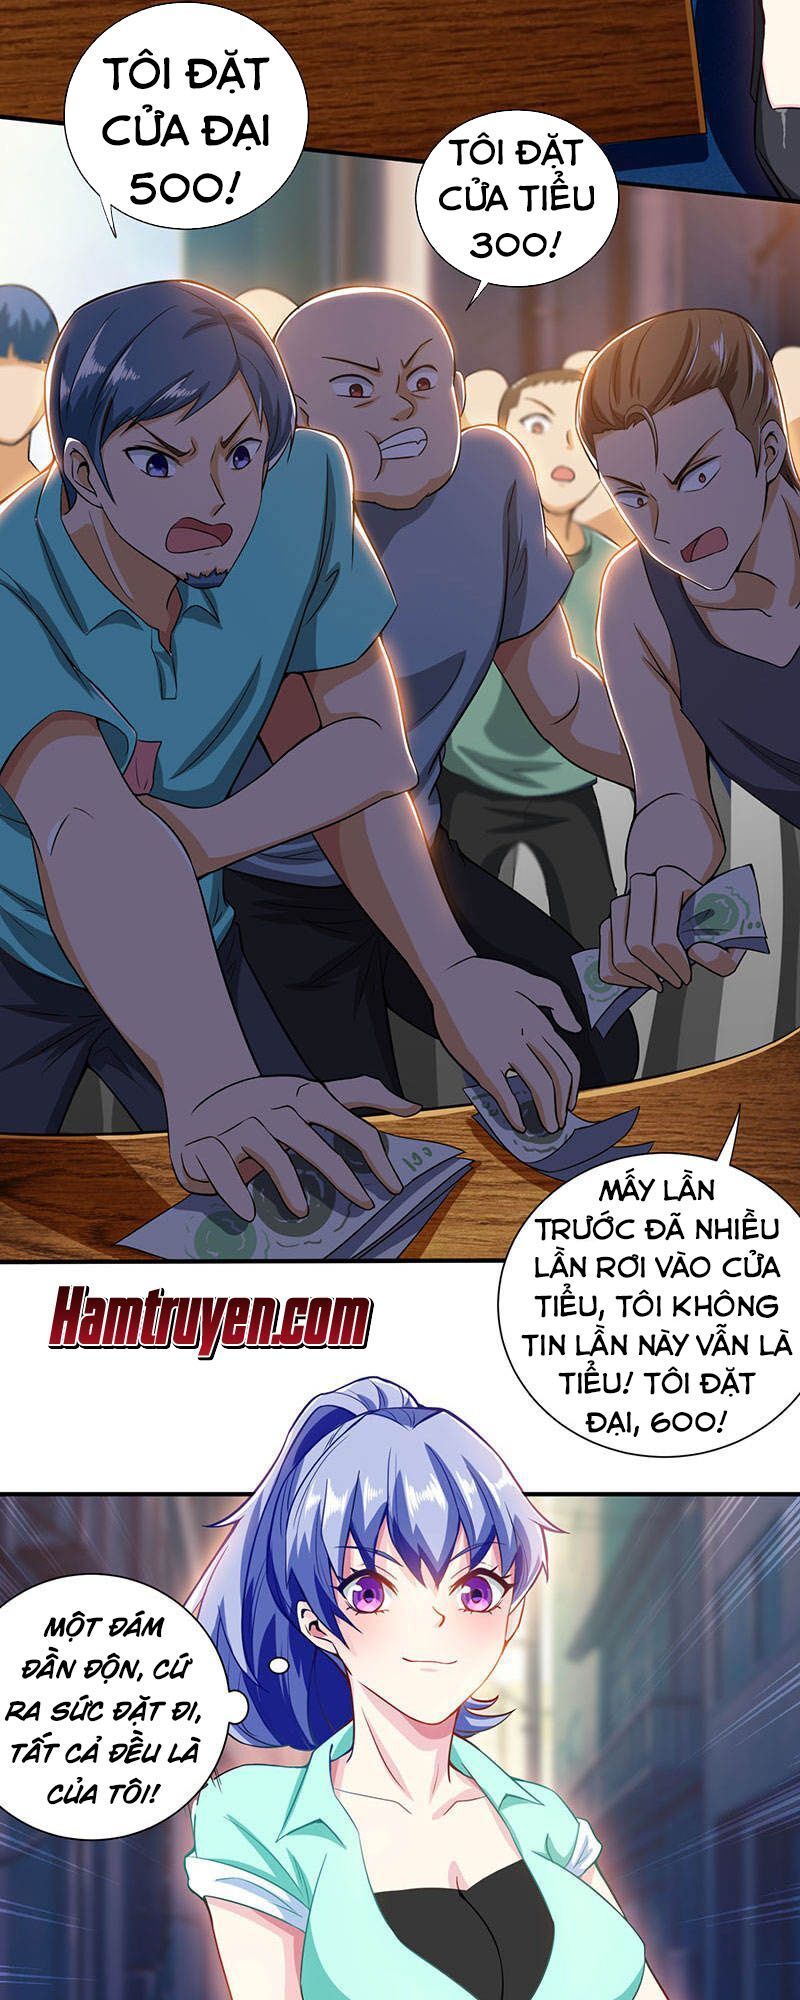 TÔI ĐẶT
CỬA ĐẠI
500!
TÔI ĐẶT
CỬA TIỂU
300!
MẤY LẦN
TRƯỚC ĐÃ NHIỀU
LẦN RƠI VÀO CỬA
TIỂU, TÔI KHÔNG
TIN LẦN NÀY VẪN LÀ
TIỂU! TÔI ĐẶT
ĐẠI, 600!
Hamtruyen.com
MỘT ĐÁM
ĐẦN ĐỘN, CỨ
RA SỨC ĐẶT ĐI,
TẤT CẢ ĐỀU LÀ
CỦA TÔI!